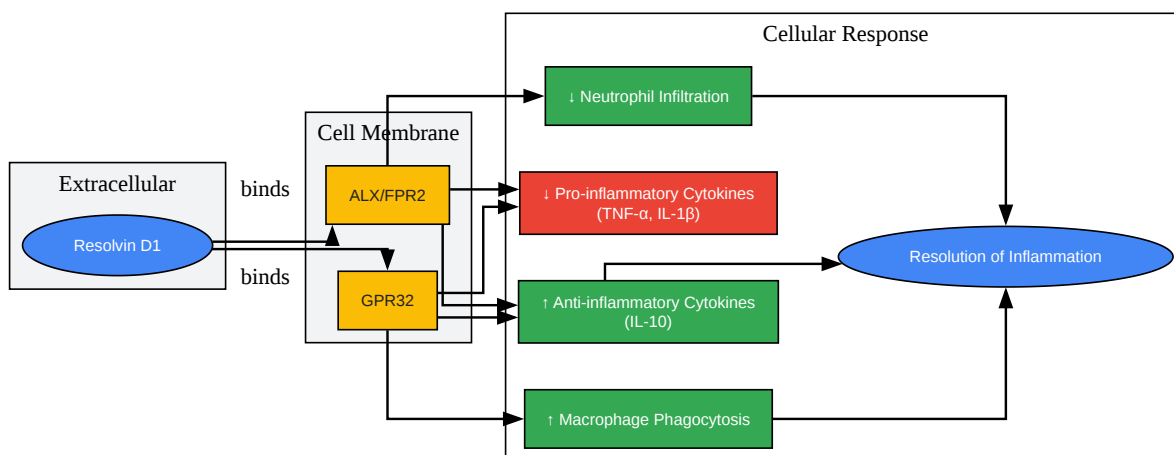 Cellular Response
↓ Neutrophil Infiltration
Cell Membrane
Extracellular
binds
ALX/FPR2
↓ Pro-inflammatory Cytokines
(TNF-α, IL-1β)
Resolvin D1
Resolution of Inflammation
binds
GPR32
↑ Anti-inflammatory Cytokines
(IL-10)
↑ Macrophage Phagocytosis